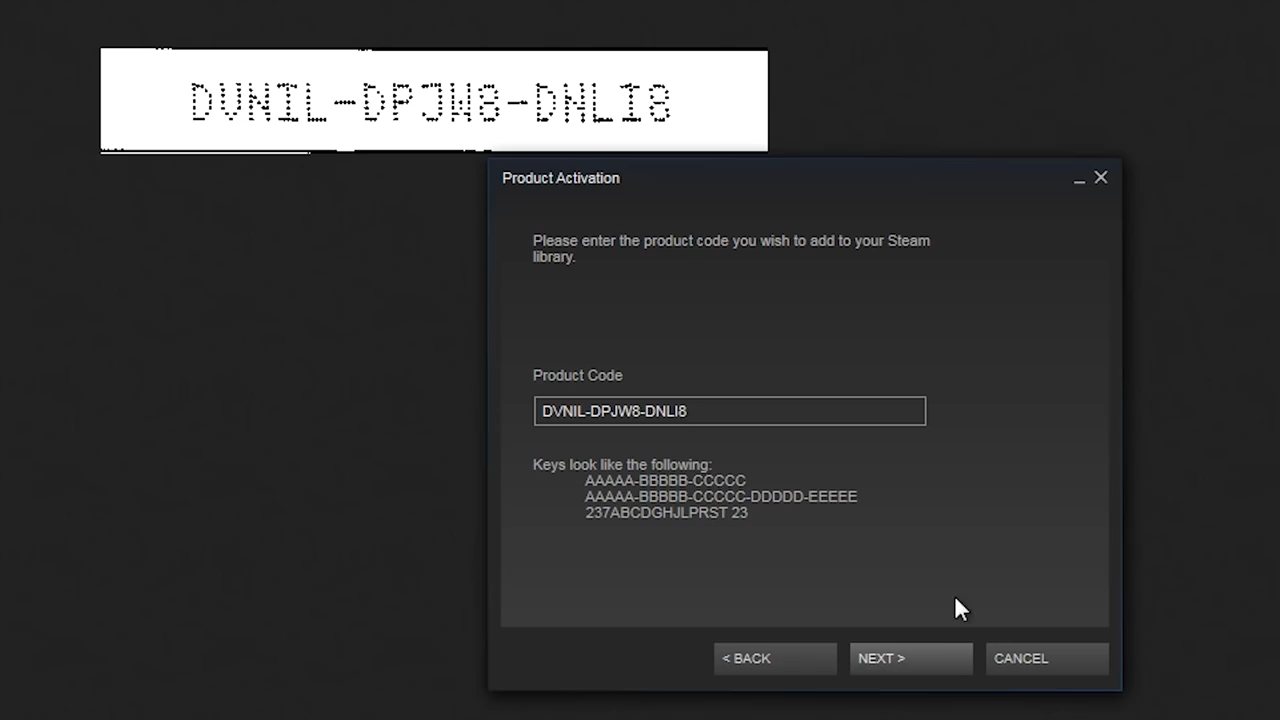 DVNIL-DPJW8-DNLI8
Product Activation
Please enter the product code you wish to add to your Steam
library.
Product Code
DVNIL-DPJW8-DNLI8
Keys look like the following:
AAAAA-BBBBB-CCCCC
AAAAA-BBBBB-CCCCC-DDDDD-EEEEE
237ABCDGHJLPRST 23
< BACK
NEXT >
CANCEL